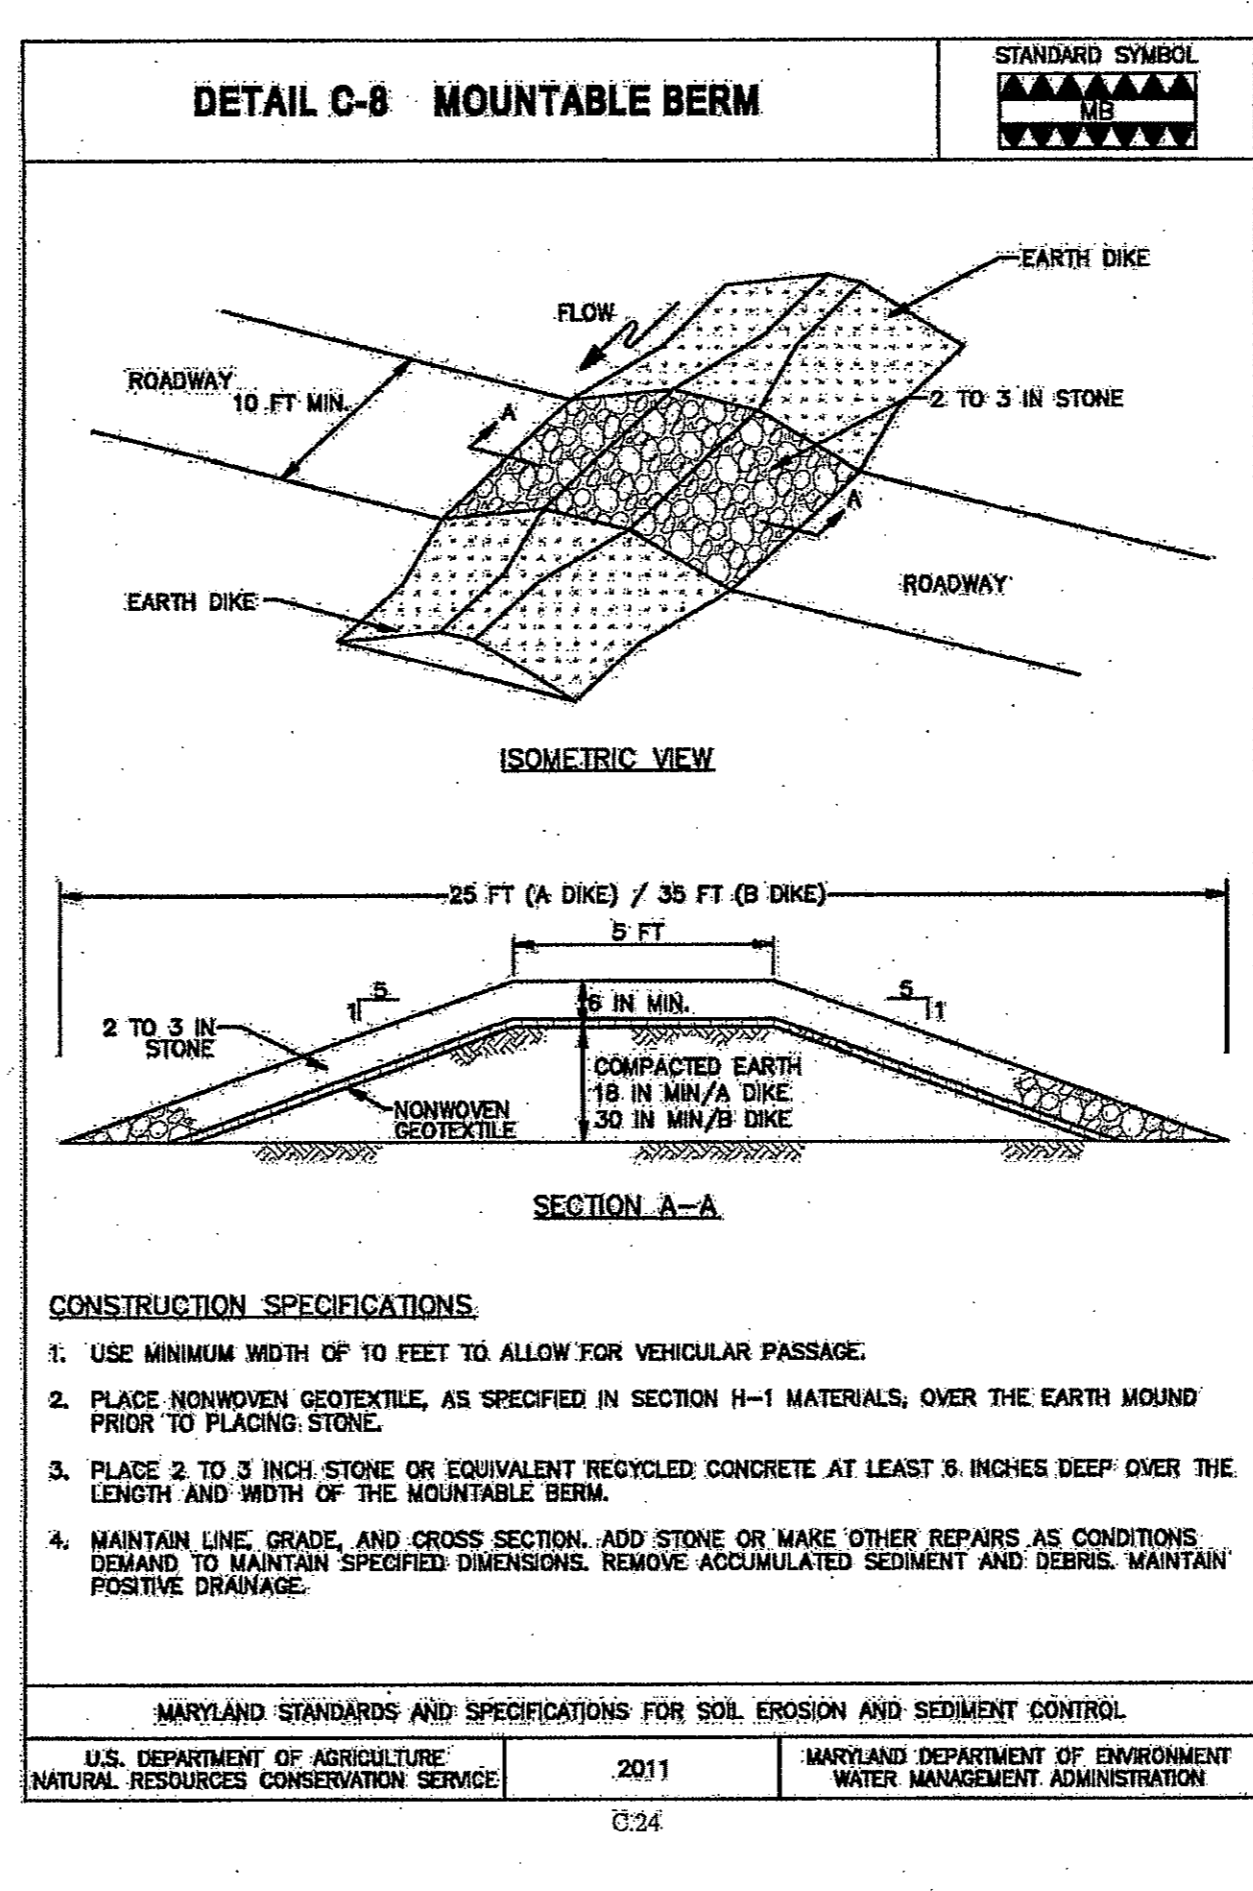 DETAIL C-8 MOUNTABLE BERM
STANDARD SYMBOL
MB
EARTH DIKE
FLOW
ROADWAY
10 FT MIN.
2 TO 3 IN STONE
A
A
ROADWAY
EARTH DIKE
ISOMETRIC VIEW
25 FT (A DIKE) / 35 FT (B DIKE)
5 FT
5
1
5
1
6 IN MIN.
2 TO 3 IN
STONE
COMPACTED EARTH
18 IN MIN/A DIKE
30 IN MIN/B DIKE
NONWOVEN
GEOTEXTILE
SECTION A-A
CONSTRUCTION SPECIFICATIONS
1. USE MINIMUM WIDTH OF 10 FEET TO ALLOW FOR VEHICULAR PASSAGE.
2. PLACE NONWOVEN GEOTEXTILE, AS SPECIFIED IN SECTION H-1 MATERIALS, OVER THE EARTH MOUND
PRIOR TO PLACING STONE.
3. PLACE 2 TO 3 INCH STONE OR EQUIVALENT RECYCLED CONCRETE AT LEAST 6 INCHES DEEP OVER THE
LENGTH AND WIDTH OF THE MOUNTABLE BERM.
4. MAINTAIN LINE, GRADE, AND CROSS SECTION. ADD STONE OR MAKE OTHER REPAIRS AS CONDITIONS
DEMAND TO MAINTAIN SPECIFIED DIMENSIONS. REMOVE ACCUMULATED SEDIMENT AND DEBRIS. MAINTAIN
POSITIVE DRAINAGE.
MARYLAND STANDARDS AND SPECIFICATIONS FOR SOIL EROSION AND SEDIMENT CONTROL
U.S. DEPARTMENT OF AGRICULTURE
NATURAL RESOURCES CONSERVATION SERVICE
2011
MARYLAND DEPARTMENT OF ENVIRONMENT
WATER MANAGEMENT ADMINISTRATION
C.24